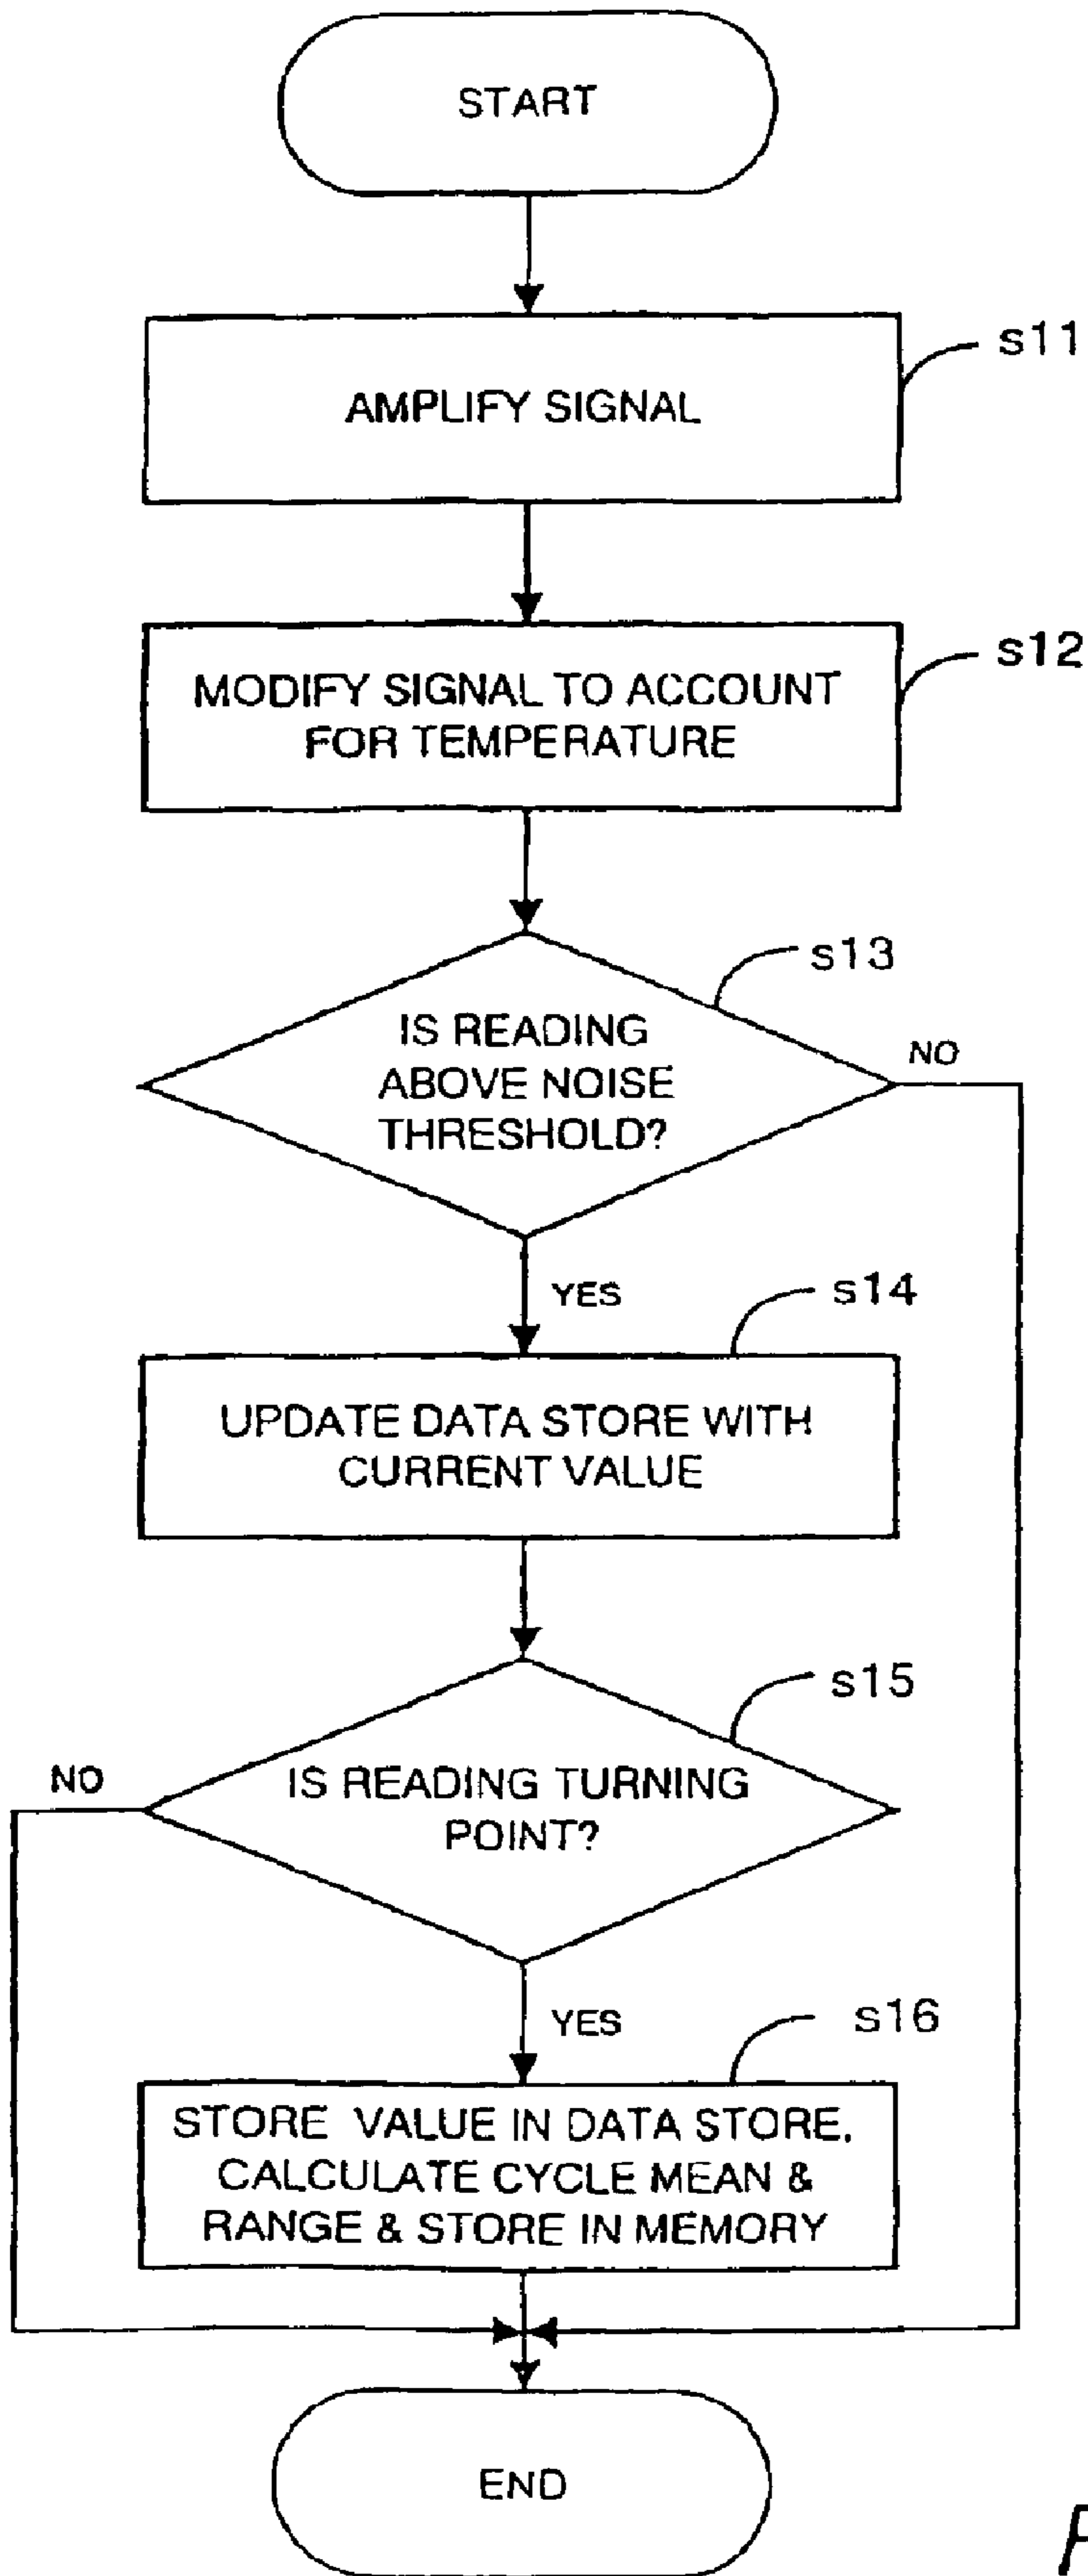 START
AMPLIFY SIGNAL
s11
MODIFY SIGNAL TO ACCOUNT
FOR TEMPERATURE
s12
IS READING
ABOVE NOISE
THRESHOLD?
s13
NO
YES
s14
UPDATE DATA STORE WITH
CURRENT VALUE
s15
IS READING TURNING
POINT?
NO
YES
s16
STORE VALUE IN DATA STORE.
CALCULATE CYCLE MEAN &
RANGE & STORE IN MEMORY
END